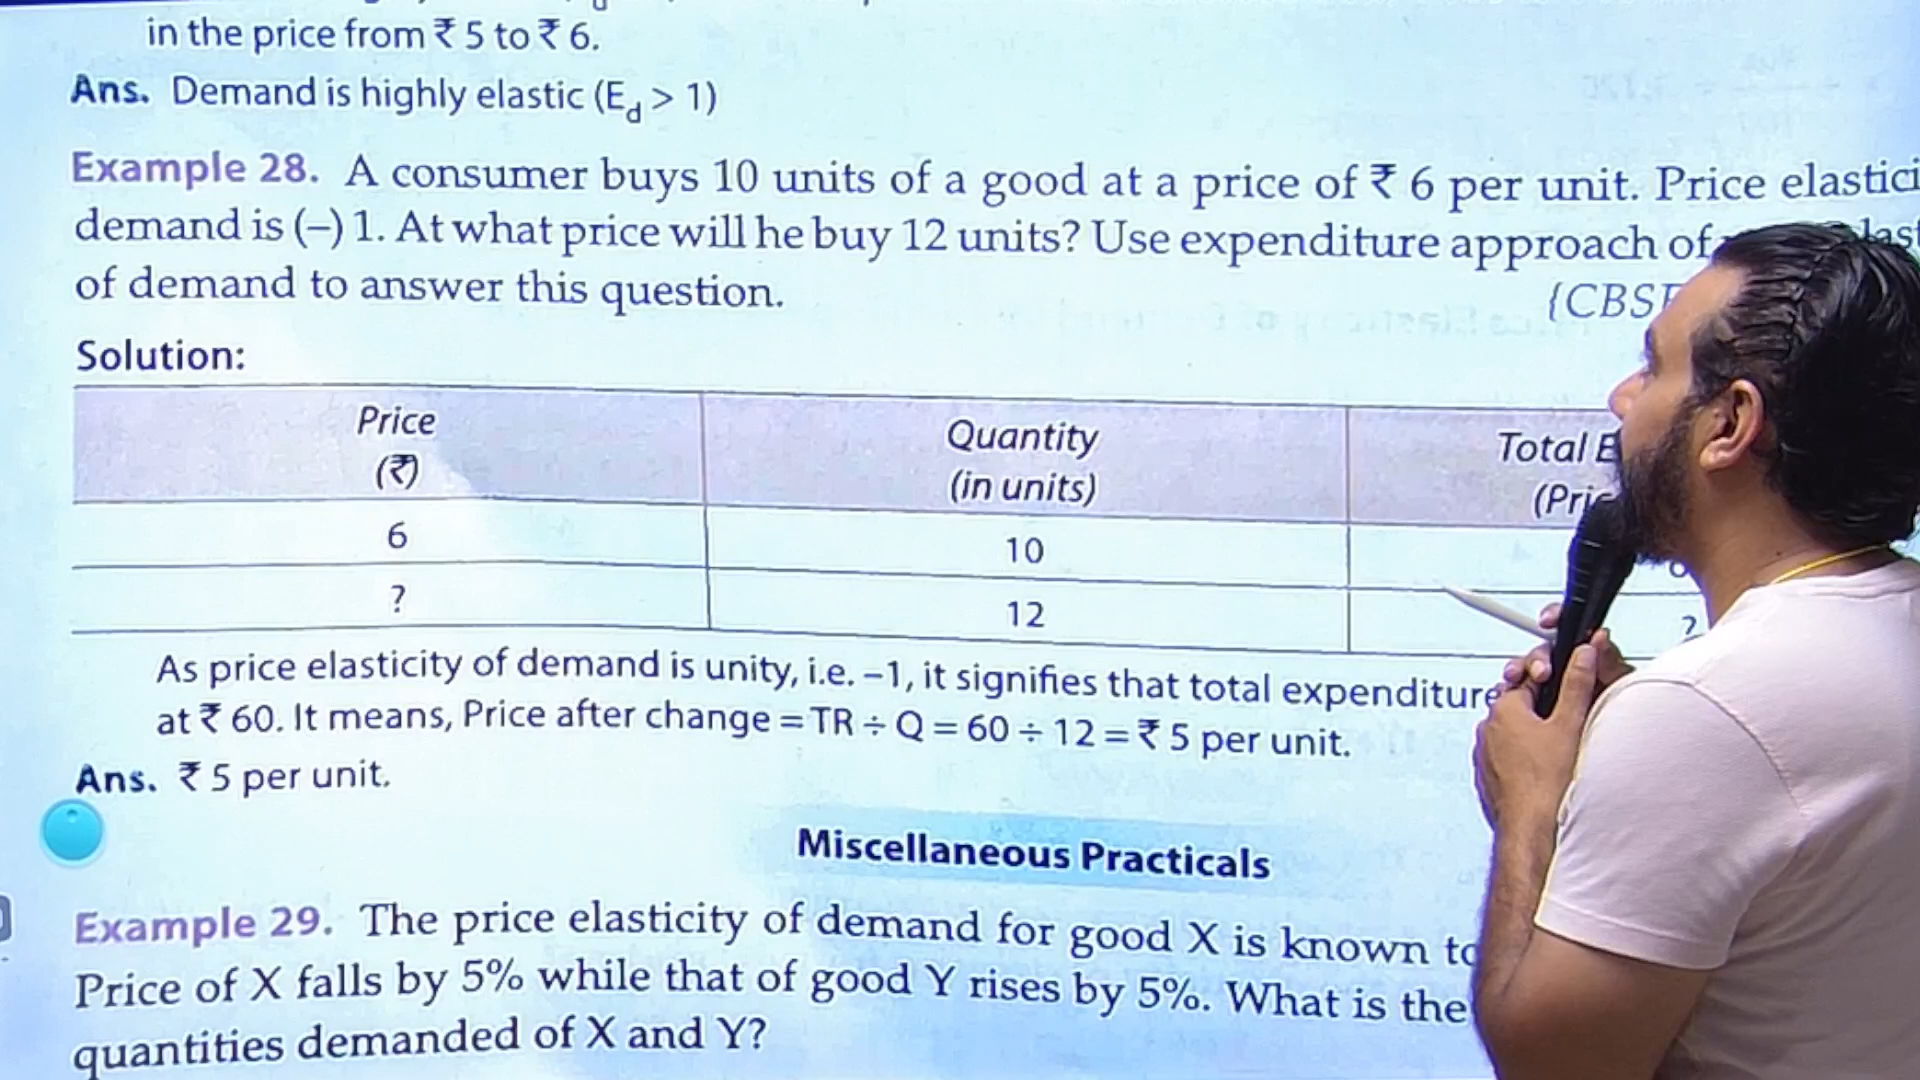 in the price from ₹ 5 to ₹ 6.
Ans. Demand is highly elastic (Ed > 1)
Example 28. A consumer buys 10 units of a good at a price of ₹ 6 per unit. Price
demand is (–) 1. At what price will he buy 12 units? Use expenditure approach of
of demand to answer this question. {CBSE
Solution:
Price Quantity Total
(₹) (in units)
6 10
? 12 ?
As price elasticity of demand is unity, i.e. –1, it signifies that total expenditure
at ₹ 60. It means, Price after change = TR ÷ Q = 60 ÷ 12 = ₹ 5 per unit.
Ans. ₹ 5 per unit.
Miscellaneous Practicals
Example 29. The price elasticity of demand for good X is known to
Price of X falls by 5% while that of good Y rises by 5%. What is the
quantities demanded of X and Y?